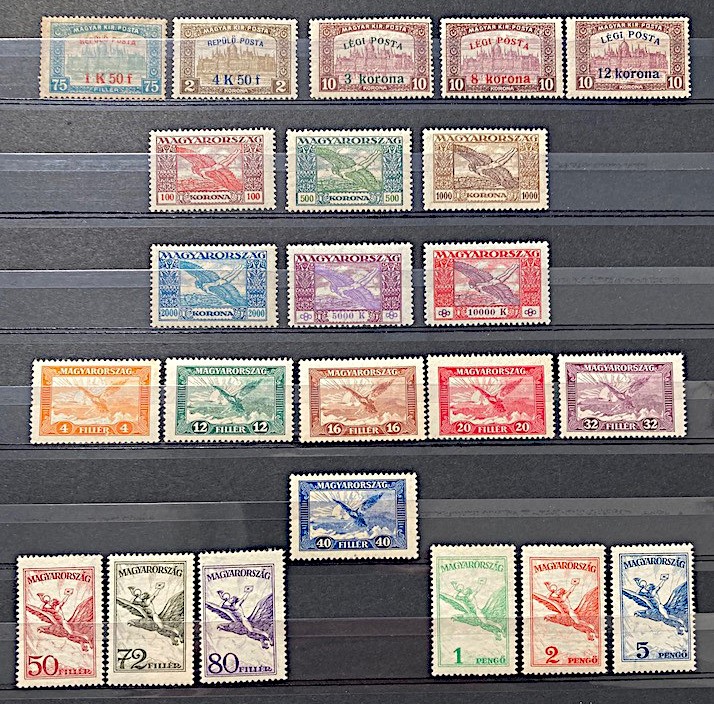 MAGYAR KIR. POSTA
REPÜLŐ POSTA
1 K 50 f
75 FILLÉR 75
MAGYAR KIR. POSTA
REPÜLŐ POSTA
4 K 50 f
2 KORONA 2
MAGYAR KIR. POSTA
LÉGI POSTA
3 korona
10 KORONA 10
MAGYAR KIR. POSTA
LÉGI POSTA
8 korona
10 KORONA 10
MAGYAR KIR. POSTA
LÉGI POSTA
12 korona
10 KORONA 10
MAGYARORSZÁG
100 KORONA 100
MAGYARORSZÁG
500 KORONA 500
MAGYARORSZÁG
1000 KORONA 1000
MAGYARORSZÁG
2000 KORONA 2000
MAGYARORSZÁG
5000 K
MAGYARORSZÁG
10000 K
MAGYARORSZÁG
4 FILLÉR 4
MAGYARORSZÁG
12 FILLÉR 12
MAGYARORSZÁG
16 FILLÉR 16
MAGYARORSZÁG
20 FILLÉR 20
MAGYARORSZÁG
32 FILLÉR 32
MAGYARORSZÁG
40 FILLÉR 40
MAGYARORSZÁG
50 FILLÉR
MAGYARORSZÁG
72 FILLÉR
MAGYARORSZÁG
80 FILLÉR
MAGYARORSZÁG
1 PENGŐ
MAGYARORSZÁG
2 PENGŐ
MAGYARORSZÁG
5 PENGŐ